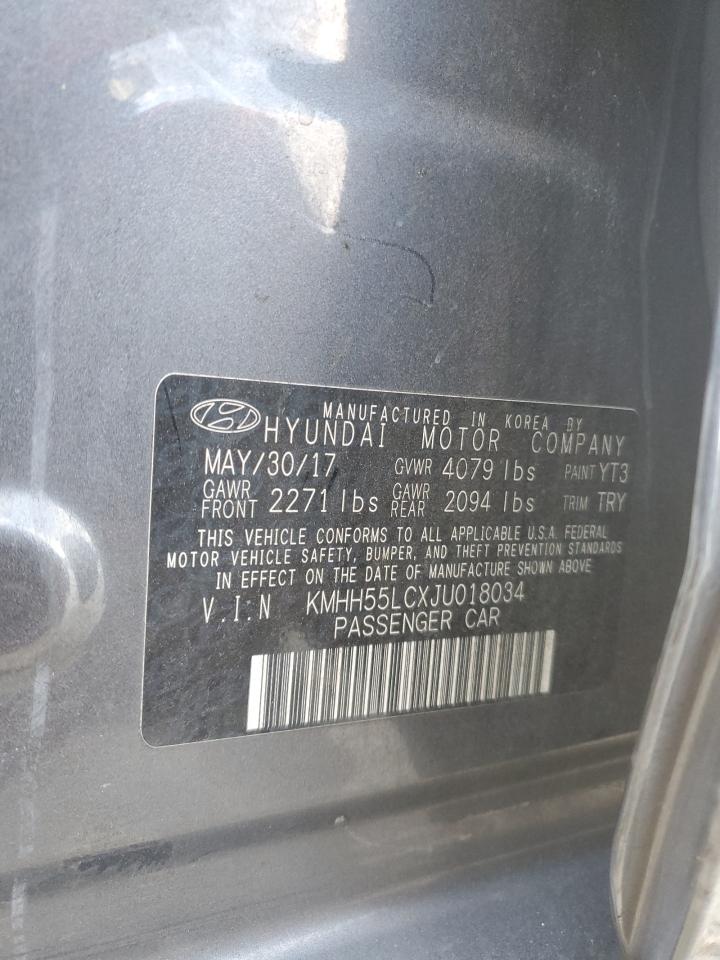 MANUFACTURED IN KOREA BY
HYUNDAI MOTOR COMPANY
MAY/30/17 GVWR 4079 lbs PAINT YT3
GAWR FRONT 2271 lbs GAWR REAR 2094 lbs TRIM TRY
THIS VEHICLE CONFORMS TO ALL APPLICABLE U.S.A. FEDERAL
MOTOR VEHICLE SAFETY, BUMPER, AND THEFT PREVENTION STANDARDS
IN EFFECT ON THE DATE OF MANUFACTURE SHOWN ABOVE
V.I.N KMHH55LCXJU018034
PASSENGER CAR